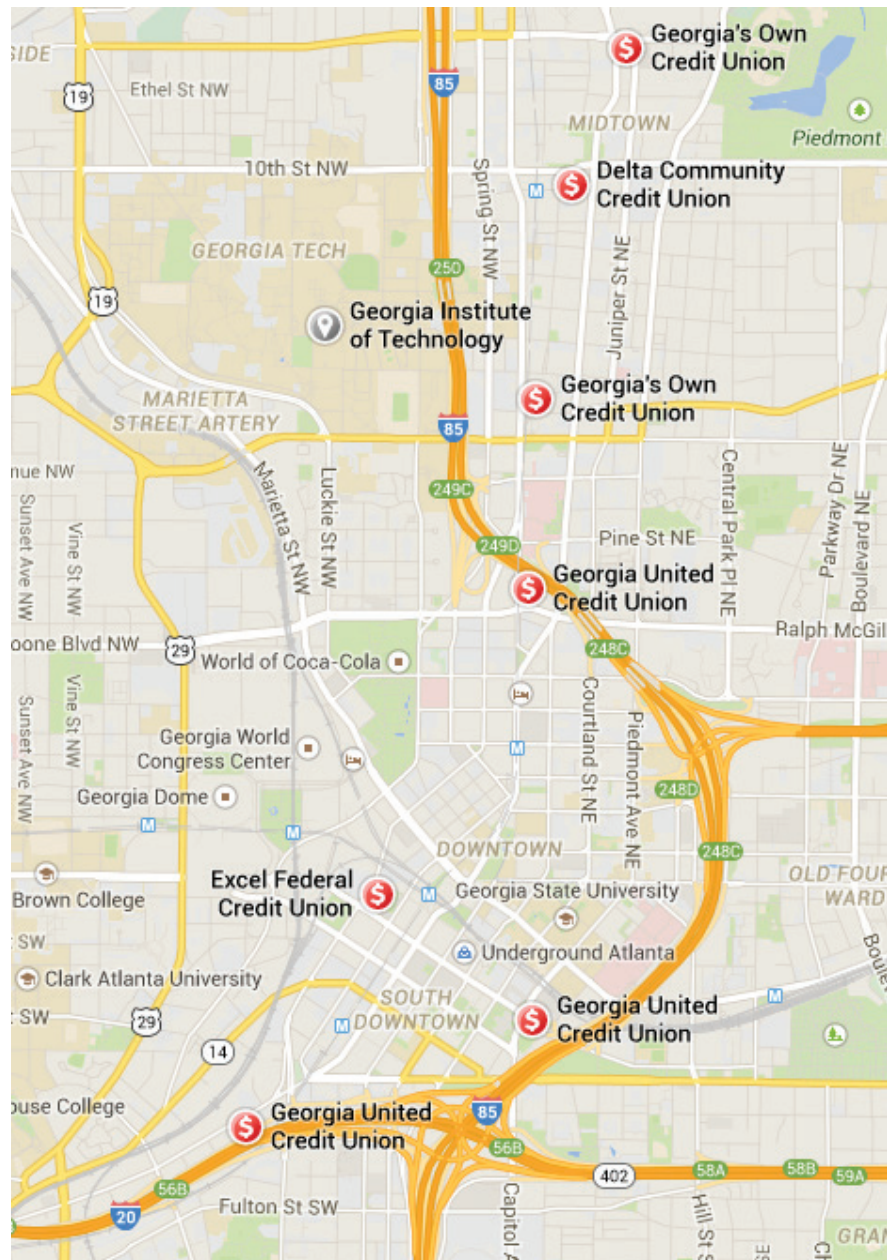 Georgia's Own
Credit Union
SIDE
85
19
Ethel St NW
MIDTOWN
Piedmont
10th St NW
Delta Community
Credit Union
M
Spring St NW
GEORGIA TECH
250
Juniper St NE
19
Georgia Institute
of Technology
Georgia's Own
Credit Union
MARIETTA
STREET ARTERY
85
nue NW
Marietta St NW
Luckie St NW
249C
Central Park Pl NE
Parkway Dr NE
Boulevard NE
Sunset Ave NW
Vine St NW
249D
Pine St NE
Georgia United
Credit Union
oone Blvd NW
29
Ralph McGil
World of Coca-Cola
248C
Sunset Ave NW
Vine St NW
Courtland St NE
Piedmont Ave NE
Georgia World
Congress Center
M
Georgia Dome
248D
M
M
DOWNTOWN
248C
Excel Federal
Credit Union
M
Georgia State University
OLD FOUR
WARD
Brown College
SW
Underground Atlanta
Boule
Clark Atlanta University
M
SOUTH
DOWNTOWN
Georgia United
Credit Union
SW
29
M
14
ouse College
Georgia United
Credit Union
85
56B
56B
402
58A
58B
59A
20
Fulton St SW
Capitol A
Hill St S
SE
GRAN
Ch